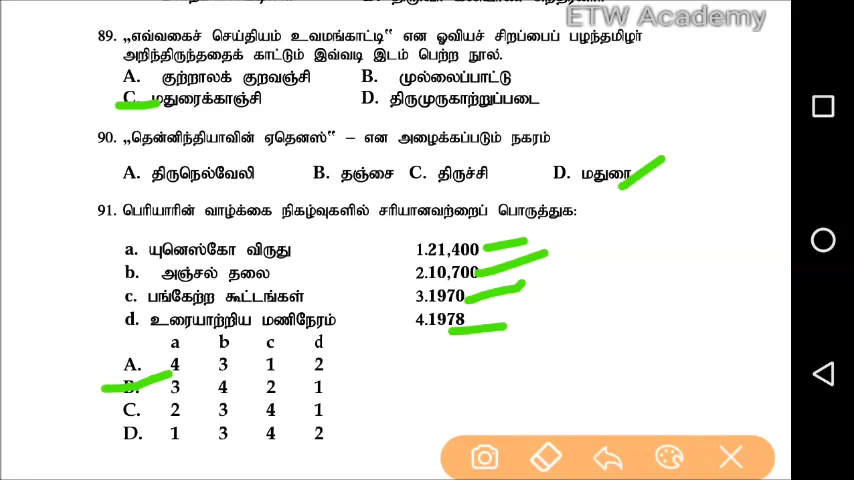 ETW Academy
89. „எவ்வகைச் செய்தியம் உவமங்காட்டி‟ என ஓவியச் சிறப்பைப் பழந்தமிழர்
அறிந்திருந்ததைக் காட்டும் இவ்வடி இடம் பெற்ற நூல்.
A. குற்றாலக் குறவஞ்சி B. முல்லைப்பாட்டு
C. மதுரைக்காஞ்சி D. திருமுருகாற்றுப்படை
90. „தென்னிந்தியாவின் ஏதென்ஸ்‟ – என அழைக்கப்படும் நகரம்
A. திருநெல்வேலி B. தஞ்சை C. திருச்சி D. மதுரை
91. பெரியாரின் வாழ்க்கை நிகழ்வுகளில் சரியானவற்றைப் பொருத்துக:
a. யுனெஸ்கோ விருது 1.21,400
b. அஞ்சல் தலை 2.10,700
c. பங்கேற்ற கூட்டங்கள் 3.1970
d. உரையாற்றிய மணிநேரம் 4.1978
a b c d
A. 4 3 1 2
B. 3 4 2 1
C. 2 3 4 1
D. 1 3 4 2